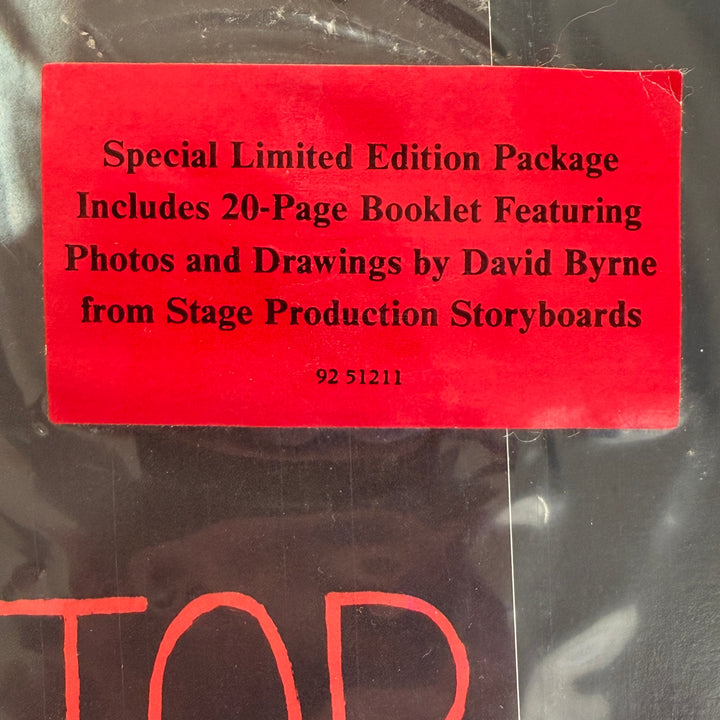 Special Limited Edition Package
Includes 20-Page Booklet Featuring
Photos and Drawings by David Byrne
from Stage Production Storyboards
92 51211
TOP